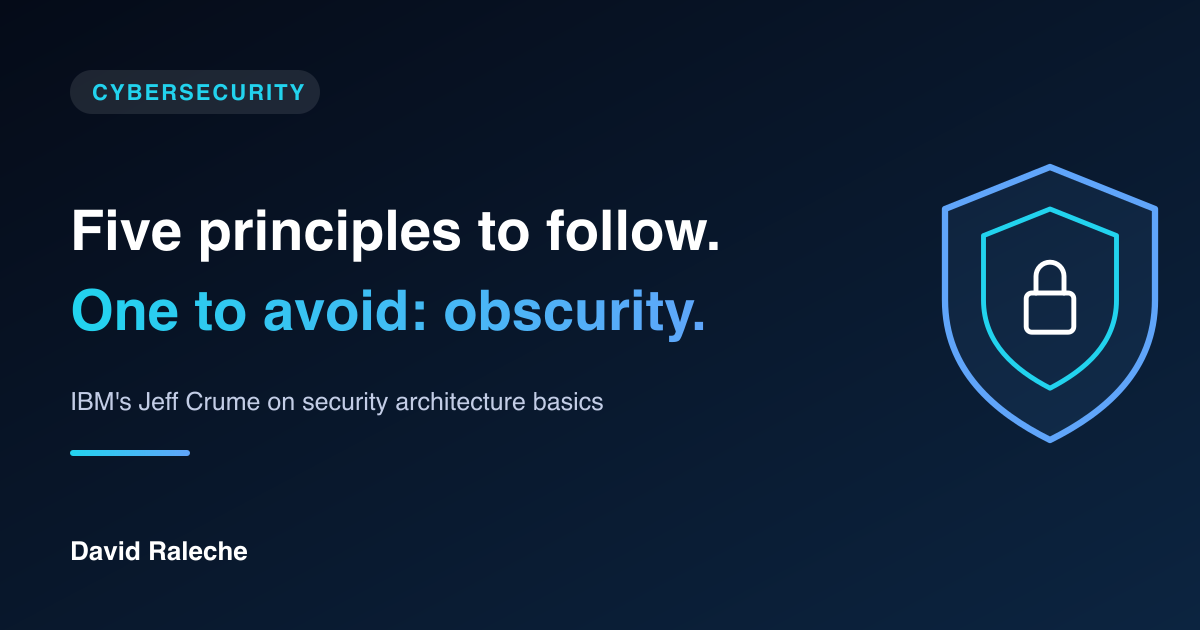 CYBERSECURITY
Five principles to follow.
One to avoid: obscurity.
IBM's Jeff Crume on security architecture basics
David Raleche